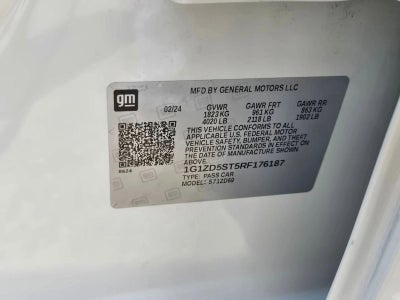 gm
MFD BY GENERAL MOTORS LLC
02/24 GVWR GAWR FRT GAWR RR
1823 KG 961 KG 863 KG
4020 LB 2118 LB 1902 LB
THIS VEHICLE CONFORMS TO ALL
APPLICABLE U.S. FEDERAL MOTOR
VEHICLE SAFETY, BUMPER, AND THEFT
PREVENTION STANDARDS IN EFFECT ON
THE DATE OF MANUFACTURE SHOWN
ABOVE.
1G1ZD5ST5RF176187
TYPE: PASS CAR
MODEL: 1ZD69